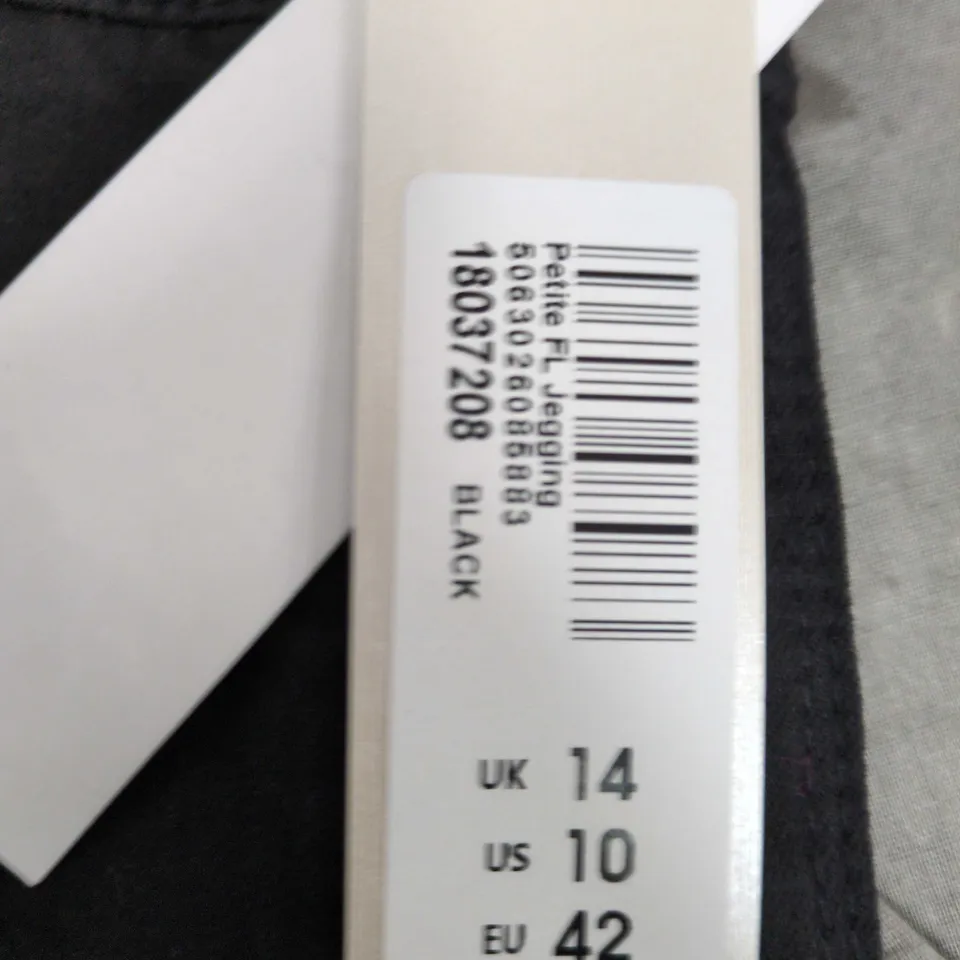 Petite FL Jegging
5063026085883
18037208 BLACK
UK 14
US 10
EU 42